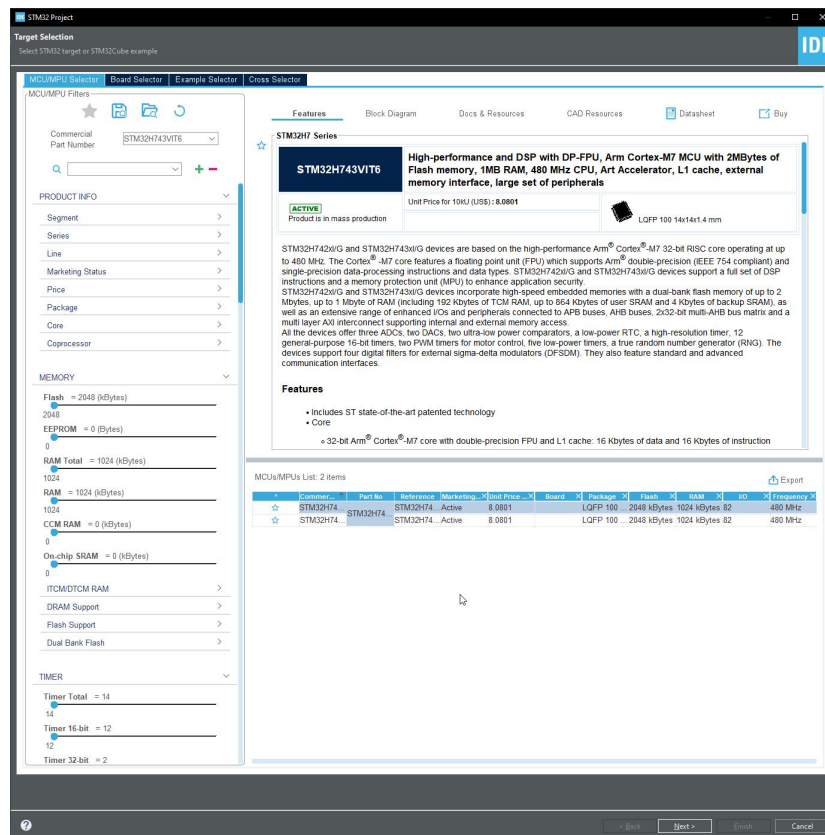 IDE STM32 Project
Target Selection
Select STM32 target or STM32Cube example
IDE
MCU/MPU Selector Board Selector Example Selector Cross Selector
MCU/MPU Filters
Commercial
Part Number
STM32H743VIT6
PRODUCT INFO
Segment
Series
Line
Marketing Status
Price
Package
Core
Coprocessor
MEMORY
Flash = 2048 (kBytes)
2048
EEPROM = 0 (Bytes)
0
RAM Total = 1024 (kBytes)
1024
RAM = 1024 (kBytes)
1024
CCM RAM = 0 (kBytes)
0
On-chip SRAM = 0 (kBytes)
0
ITCM/DTCM RAM
DRAM Support
Flash Support
Dual Bank Flash
TIMER
Timer Total = 14
14
Timer 16-bit = 12
12
Timer 32-bit = 2
Features Block Diagram Docs & Resources CAD Resources Datasheet Buy
STM32H7 Series
STM32H743VIT6
High-performance and DSP with DP-FPU, Arm Cortex-M7 MCU with 2MBytes of
Flash memory, 1MB RAM, 480 MHz CPU, Art Accelerator, L1 cache, external
memory interface, large set of peripherals
ACTIVE
Product is in mass production
Unit Price for 10kU (US$) : 8.0801
LQFP 100 14x14x1.4 mm
STM32H742xI/G and STM32H743xI/G devices are based on the high-performance Arm® Cortex®-M7 32-bit RISC core operating at up
to 480 MHz. The Cortex® -M7 core features a floating point unit (FPU) which supports Arm® double-precision (IEEE 754 compliant) and
single-precision data-processing instructions and data types. STM32H742xI/G and STM32H743xI/G devices support a full set of DSP
instructions and a memory protection unit (MPU) to enhance application security.
STM32H742xI/G and STM32H743xI/G devices incorporate high-speed embedded memories with a dual-bank flash memory of up to 2
Mbytes, up to 1 Mbyte of RAM (including 192 Kbytes of TCM RAM, up to 864 Kbytes of user SRAM and 4 Kbytes of backup SRAM), as
well as an extensive range of enhanced I/Os and peripherals connected to APB buses, AHB buses, 2x32-bit multi-AHB bus matrix and a
multi layer AXI interconnect supporting internal and external memory access.
All the devices offer three ADCs, two DACs, two ultra-low power comparators, a low-power RTC, a high-resolution timer, 12
general-purpose 16-bit timers, two PWM timers for motor control, five low-power timers, a true random number generator (RNG). The
devices support four digital filters for external sigma-delta modulators (DFSDM). They also feature standard and advanced
communication interfaces.
Features
• Includes ST state-of-the-art patented technology
• Core
∘ 32-bit Arm® Cortex®-M7 core with double-precision FPU and L1 cache: 16 Kbytes of data and 16 Kbytes of instruction
MCUs/MPUs List: 2 items
Export
* Commer... Part No Reference Marketing... Unit Price ... Board Package Flash RAM I/O Frequency
STM32H74... STM32H74... STM32H74... Active 8.0801 LQFP 100 ... 2048 kBytes 1024 kBytes 82 480 MHz
STM32H74... STM32H74... Active 8.0801 LQFP 100 ... 2048 kBytes 1024 kBytes 82 480 MHz
< Back Next > Finish Cancel